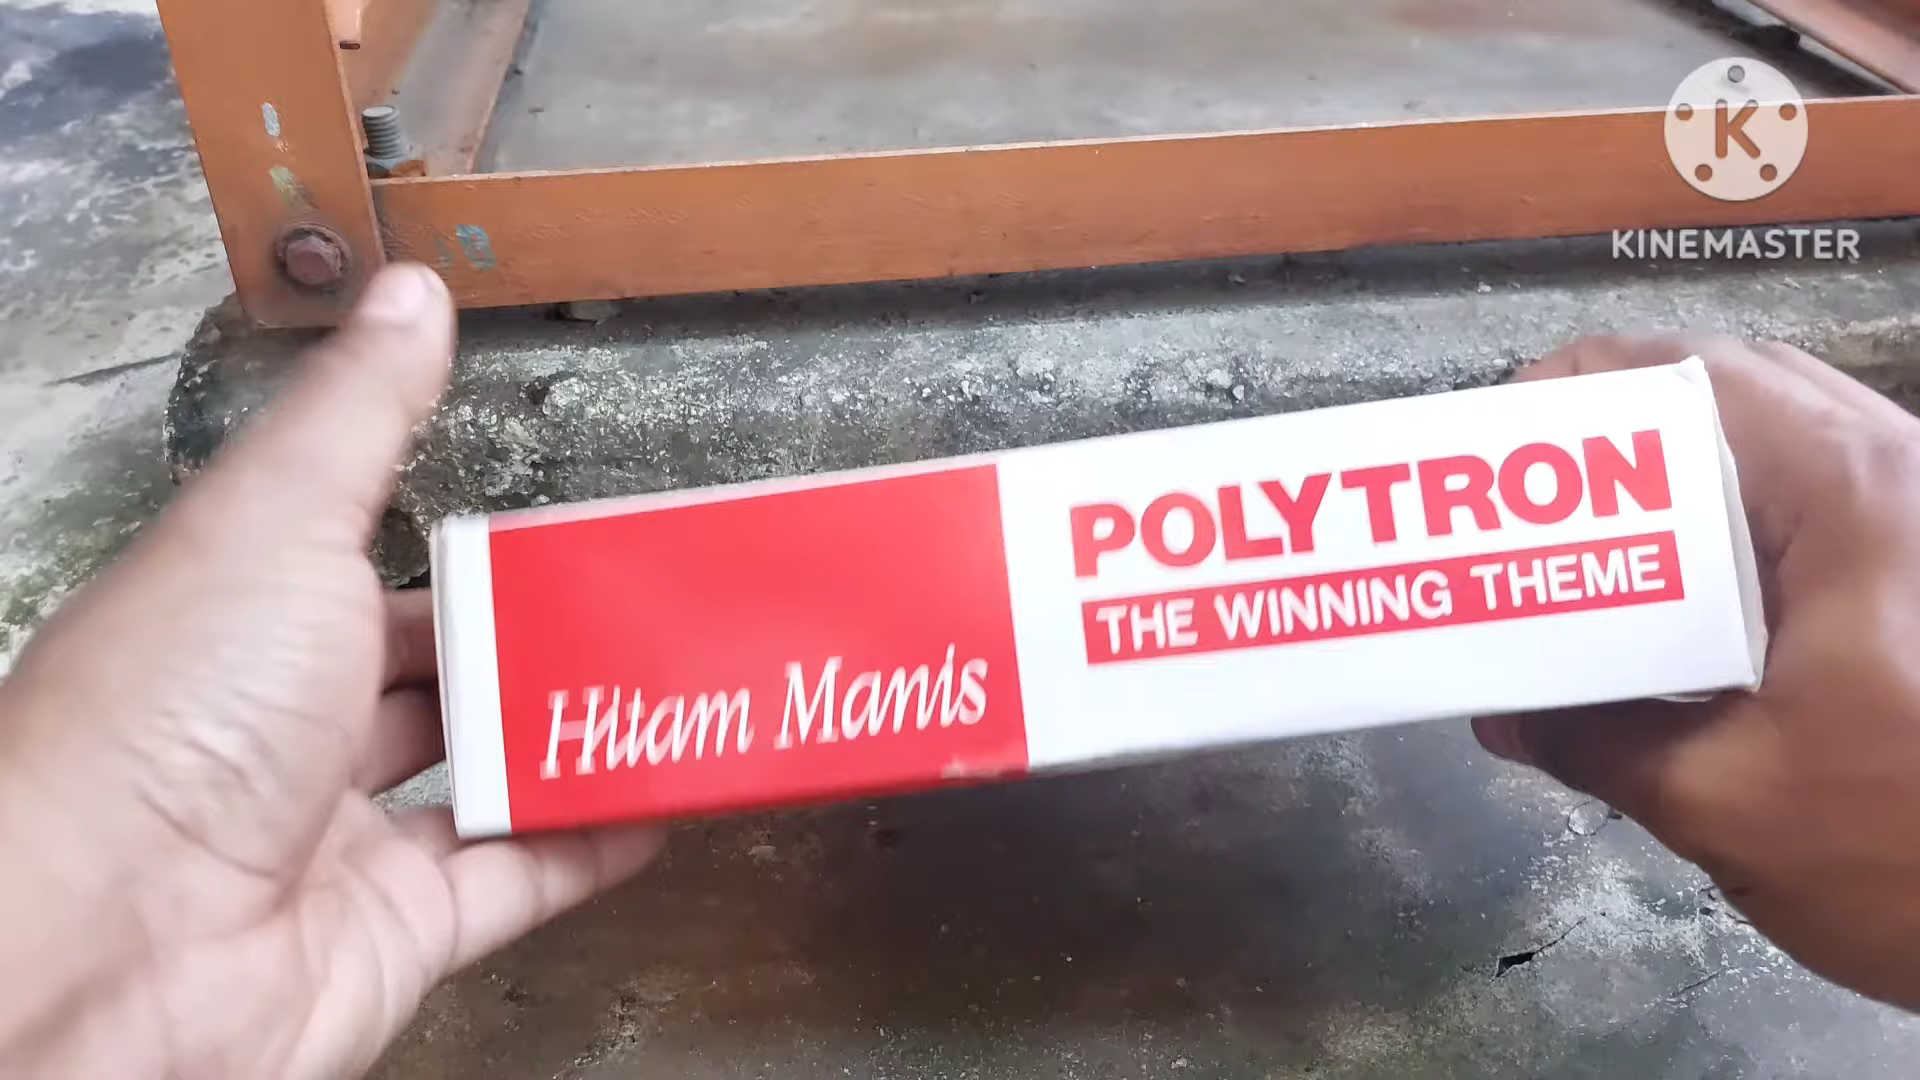 K
KINEMASTER
POLYTRON
THE WINNING THEME
Hitam Manis